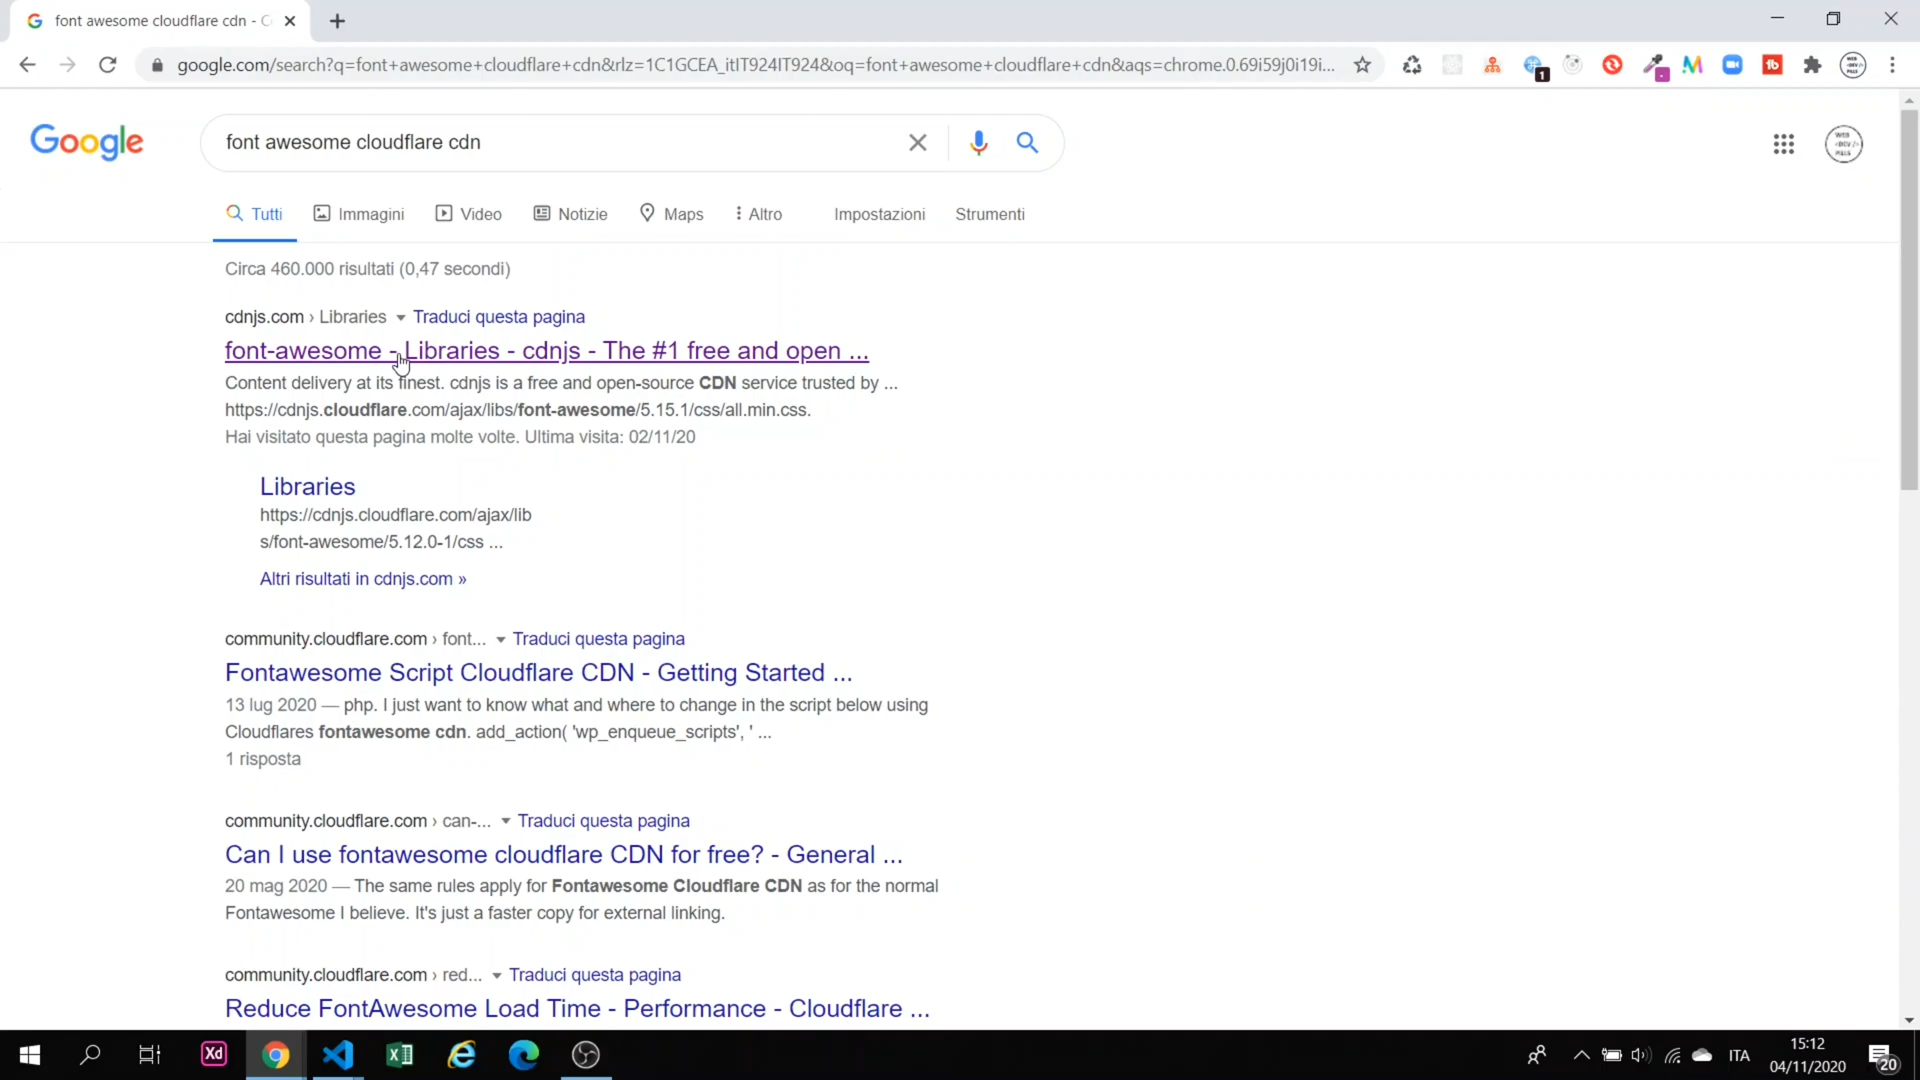 font awesome cloudflare cdn - C
google.com/search?q=font+awesome+cloudflare+cdn&rlz=1C1GCEA_itIT924IT924&oq=font+awesome+cloudflare+cdn&aqs=chrome.0.69i59j0i19i...
1
Google
font awesome cloudflare cdn
WEB
<DEV />
PILLS
Tutti
Immagini
Video
Notizie
Maps
Altro
Impostazioni
Strumenti
Circa 460.000 risultati (0,47 secondi)
cdnjs.com › Libraries
Traduci questa pagina
font-awesome - Libraries - cdnjs - The #1 free and open ...
Content delivery at its finest. cdnjs is a free and open-source CDN service trusted by ...
https://cdnjs.cloudflare.com/ajax/libs/font-awesome/5.15.1/css/all.min.css.
Hai visitato questa pagina molte volte. Ultima visita: 02/11/20
Libraries
https://cdnjs.cloudflare.com/ajax/lib
s/font-awesome/5.12.0-1/css ...
Altri risultati in cdnjs.com »
community.cloudflare.com › font...
Traduci questa pagina
Fontawesome Script Cloudflare CDN - Getting Started ...
13 lug 2020 — php. I just want to know what and where to change in the script below using
Cloudflares fontawesome cdn. add_action( 'wp_enqueue_scripts', ' ...
1 risposta
community.cloudflare.com › can-...
Traduci questa pagina
Can I use fontawesome cloudflare CDN for free? - General ...
20 mag 2020 — The same rules apply for Fontawesome Cloudflare CDN as for the normal
Fontawesome I believe. It's just a faster copy for external linking.
community.cloudflare.com › red...
Traduci questa pagina
Reduce FontAwesome Load Time - Performance - Cloudflare ...
Xd
ITA
15:12
04/11/2020
20